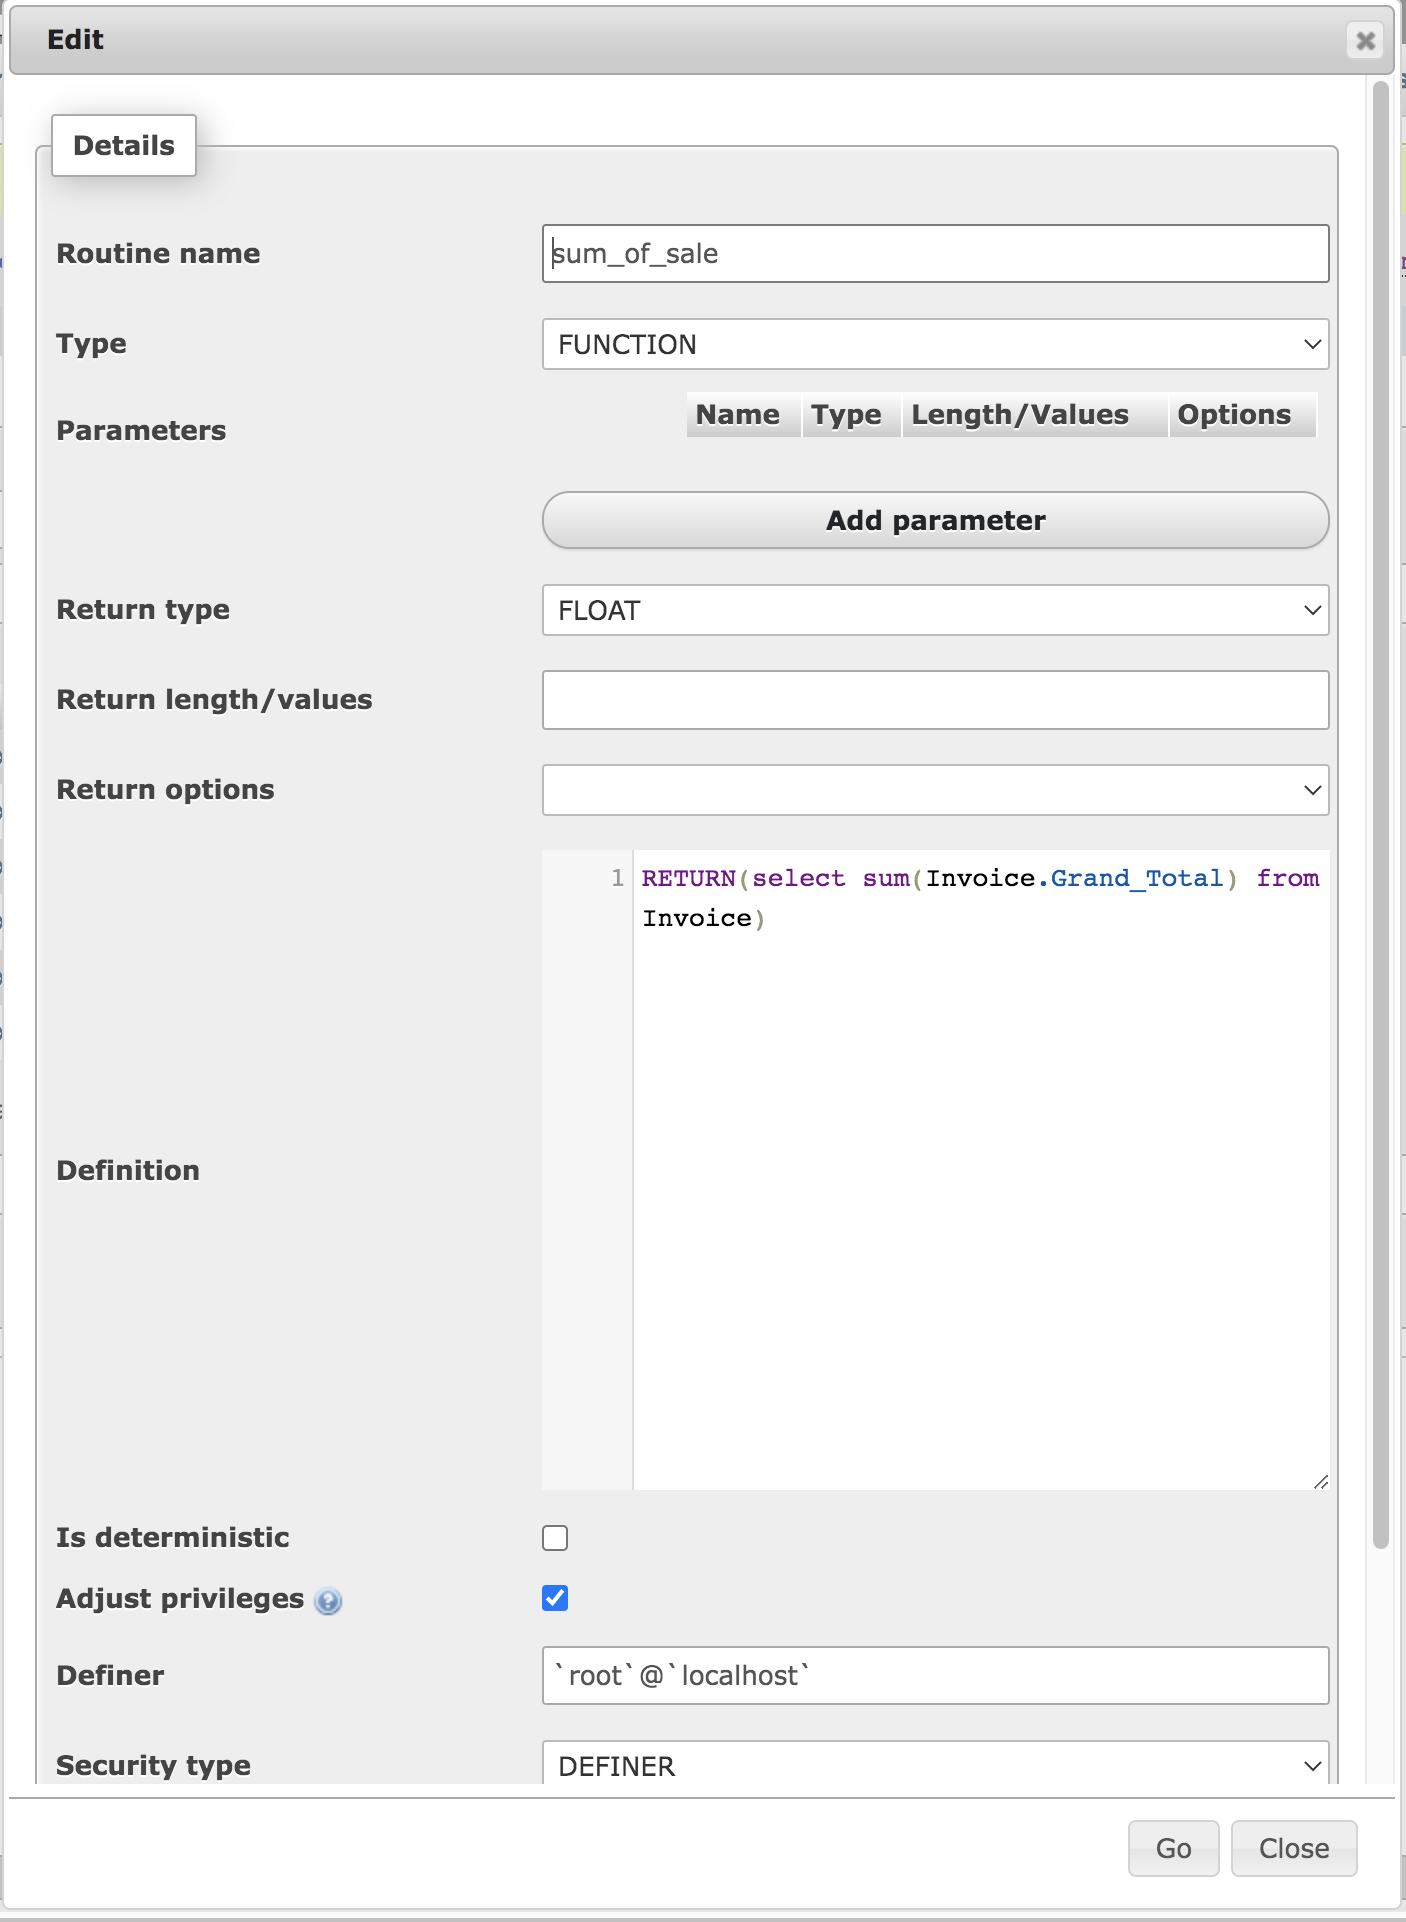 Edit
Details
Routine name
sum_of_sale
Type
FUNCTION
Parameters
Name Type Length/Values Options
Add parameter
Return type
FLOAT
Return length/values
Return options
Definition
1 RETURN(select sum(Invoice.Grand_Total) from
Invoice)
Is deterministic
Adjust privileges
Definer
`root`@`localhost`
Security type
DEFINER
Go Close